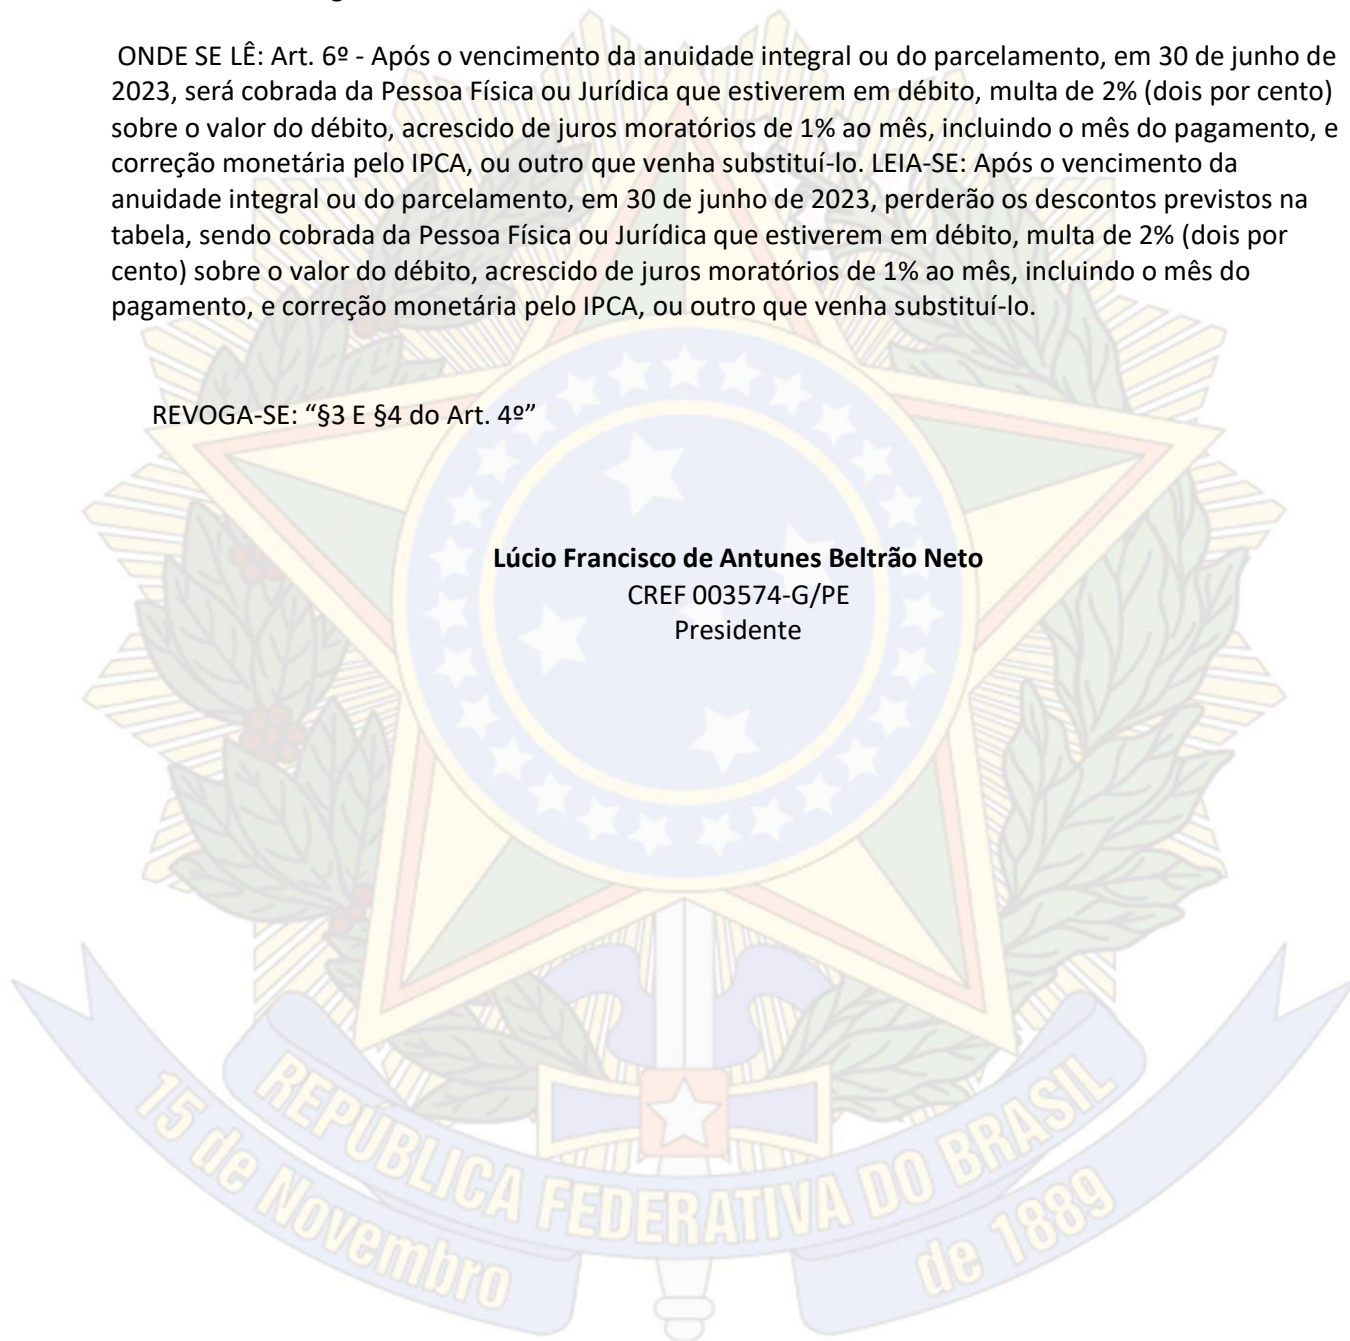 ONDE SE LÊ: Art. 6º - Após o vencimento da anuidade integral ou do parcelamento, em 30 de junho de
2023, será cobrada da Pessoa Física ou Jurídica que estiverem em débito, multa de 2% (dois por cento)
sobre o valor do débito, acrescido de juros moratórios de 1% ao mês, incluindo o mês do pagamento, e
correção monetária pelo IPCA, ou outro que venha substituí-lo. LEIA-SE: Após o vencimento da
anuidade integral ou do parcelamento, em 30 de junho de 2023, perderão os descontos previstos na
tabela, sendo cobrada da Pessoa Física ou Jurídica que estiverem em débito, multa de 2% (dois por
cento) sobre o valor do débito, acrescido de juros moratórios de 1% ao mês, incluindo o mês do
pagamento, e correção monetária pelo IPCA, ou outro que venha substituí-lo.
REVOGA-SE: “§3 E §4 do Art. 4º”
Lúcio Francisco de Antunes Beltrão Neto
CREF 003574-G/PE
Presidente
REPÚBLICA FEDERATIVA DO BRASIL
15 de Novembro de 1889